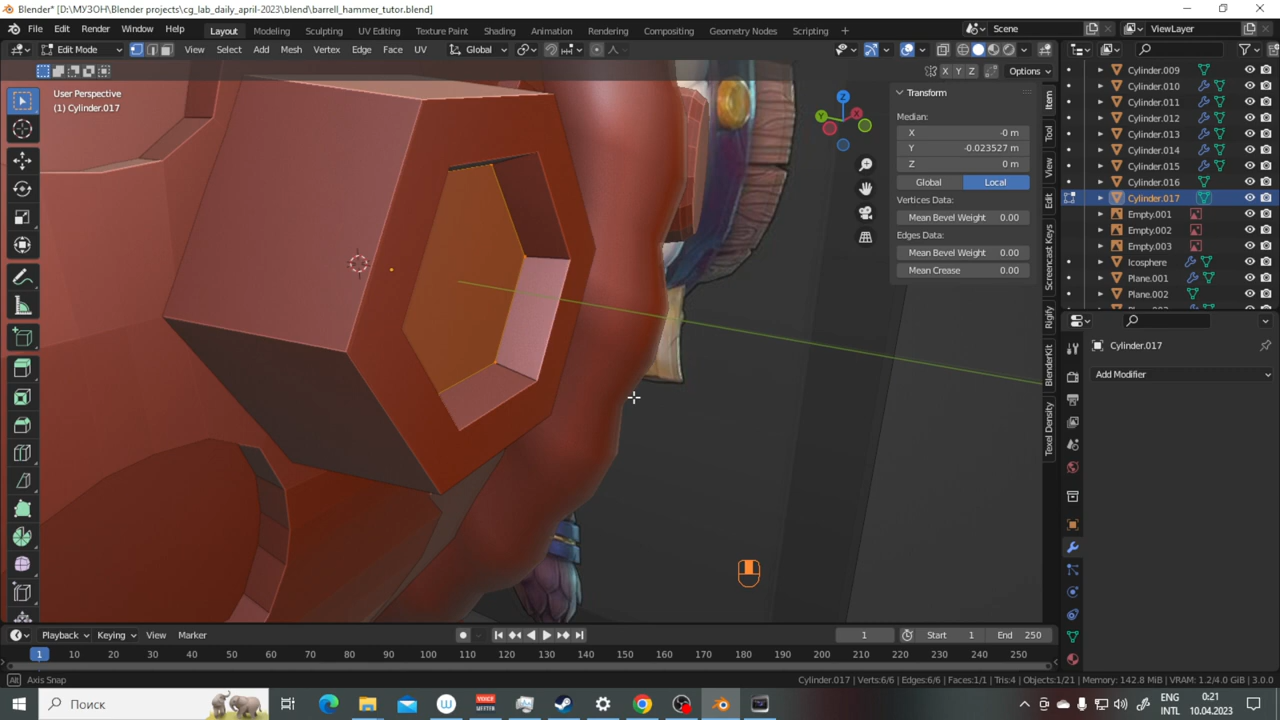 Blender* [D:\МУЗОН\Blender projects\cg_lab_daily_april-2023\blend\barrell_hammer_tutor.blend]
File Edit Render Window Help Layout Modeling Sculpting UV Editing Texture Paint Shading Animation Rendering Compositing Geometry Nodes Scripting + Scene ViewLayer
Edit Mode View Select Add Mesh Vertex Edge Face UV Global
X Y Z Options
User Perspective
(1) Cylinder.017
Transform
Median:
X -0 m
Y -0.023527 m
Z 0 m
Global Local
Vertices Data:
Mean Bevel Weight 0.00
Edges Data:
Mean Bevel Weight 0.00
Mean Crease 0.00
Item
Tool
View
Edit
Screencast Keys
Rigify
BlenderKit
Texel Density
Z
Y
X
Cylinder.009
Cylinder.010
Cylinder.011
Cylinder.012
Cylinder.013
Cylinder.014
Cylinder.015
Cylinder.016
Cylinder.017
Empty.001
Empty.002
Empty.003
Icosphere
Plane.001
Plane.002
Cylinder.017
Add Modifier
Playback Keying View Marker 1 Start 1 End 250
1 10 20 30 40 50 60 70 80 90 100 110 120 130 140 150 160 170 180 190 200 210 220 230 240 250
Alt Axis Snap Cylinder.017 | Verts:6/6 | Edges:6/6 | Faces:1/1 | Tris:4 | Objects:1/21 | Memory: 142.8 MiB | VRAM: 1.2/4.0 GiB | 3.0.0
Поиск ENG 0:21
INTL 10.04.2023